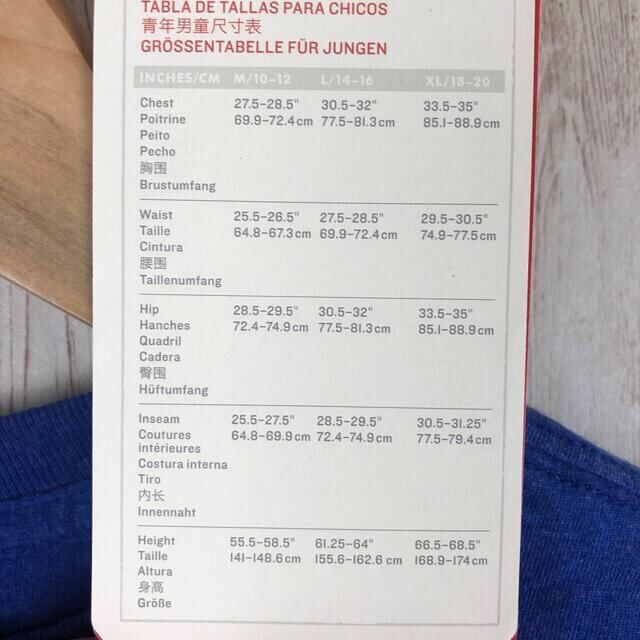 TABLA DE TALLAS PARA CHICOS
青年男童尺寸表
GRÖSSENTABELLE FÜR JUNGEN
INCHES/CM M/10–12 L/14–16 XL/18–20
Chest 27.5–28.5" 30.5–32" 33.5–35"
Poitrine 69.9–72.4cm 77.5–81.3cm 85.1–88.9cm
Peito
Pecho
胸围
Brustumfang
Waist 25.5–26.5" 27.5–28.5" 29.5–30.5"
Taille 64.8–67.3cm 69.9–72.4cm 74.9–77.5cm
Cintura
腰围
Taillenumfang
Hip 28.5–29.5" 30.5–32" 33.5–35"
Hanches 72.4–74.9cm 77.5–81.3cm 85.1–88.9cm
Quadril
Cadera
臀围
Hüftumfang
Inseam 25.5–27.5" 28.5–29.5" 30.5–31.25"
Coutures 64.8–69.9cm 72.4–74.9cm 77.5–79.4cm
intérieures
Costura interna
Tiro
内长
Innennaht
Height 55.5–58.5" 61.25–64" 66.5–68.5"
Taille 141–148.6cm 155.6–162.6 cm 168.9–174cm
Altura
身高
Größe